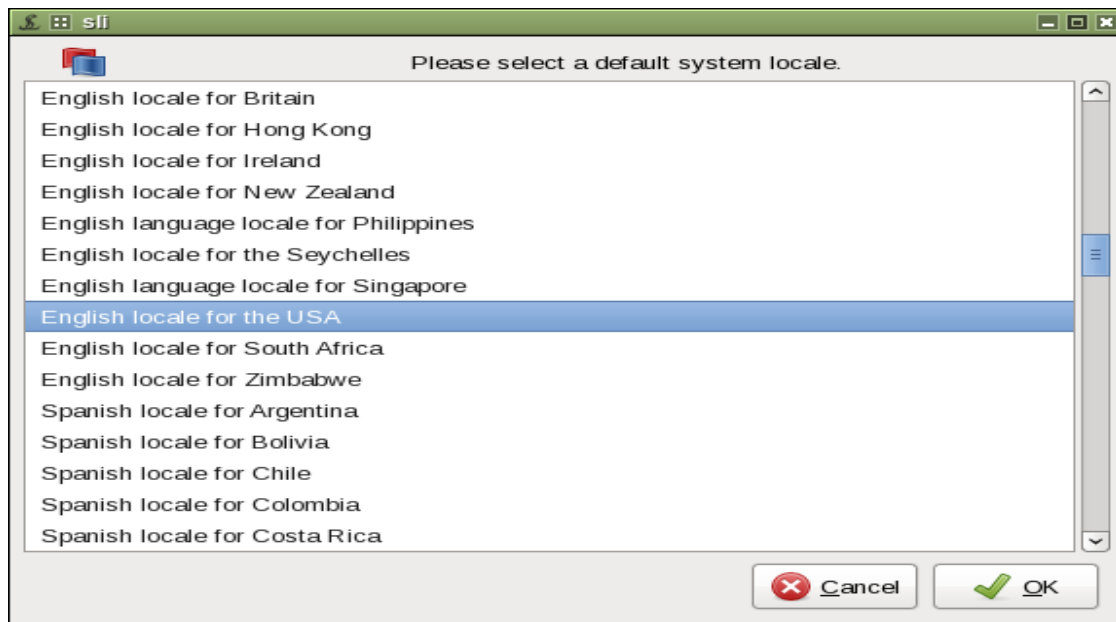 sli
Please select a default system locale.
English locale for Britain
English locale for Hong Kong
English locale for Ireland
English locale for New Zealand
English language locale for Philippines
English locale for the Seychelles
English language locale for Singapore
English locale for the USA
English locale for South Africa
English locale for Zimbabwe
Spanish locale for Argentina
Spanish locale for Bolivia
Spanish locale for Chile
Spanish locale for Colombia
Spanish locale for Costa Rica
Cancel OK